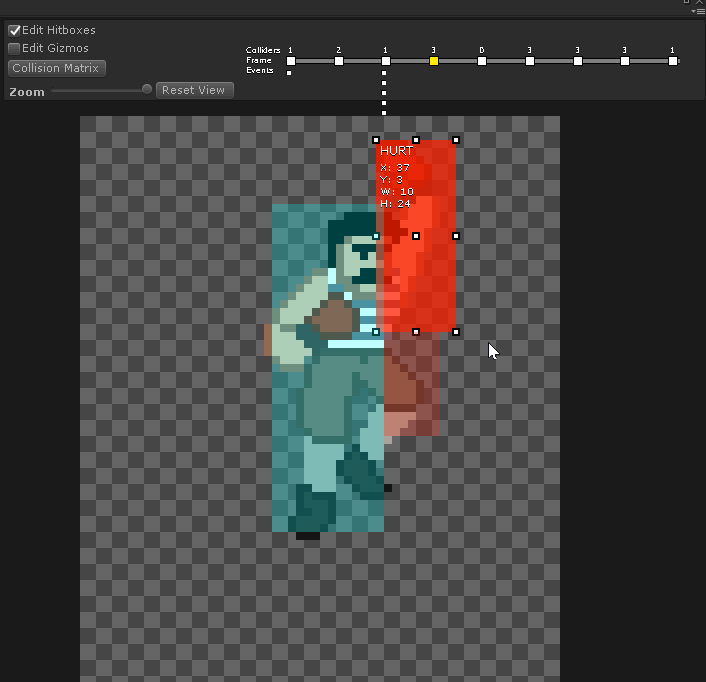 Edit Hitboxes
Edit Gizmos
Collision Matrix
Zoom
Reset View
Colliders 1 2 1 3 0 3 3 3 1
Frame
Events
HURT
X: 37
Y: 3
W: 10
H: 24